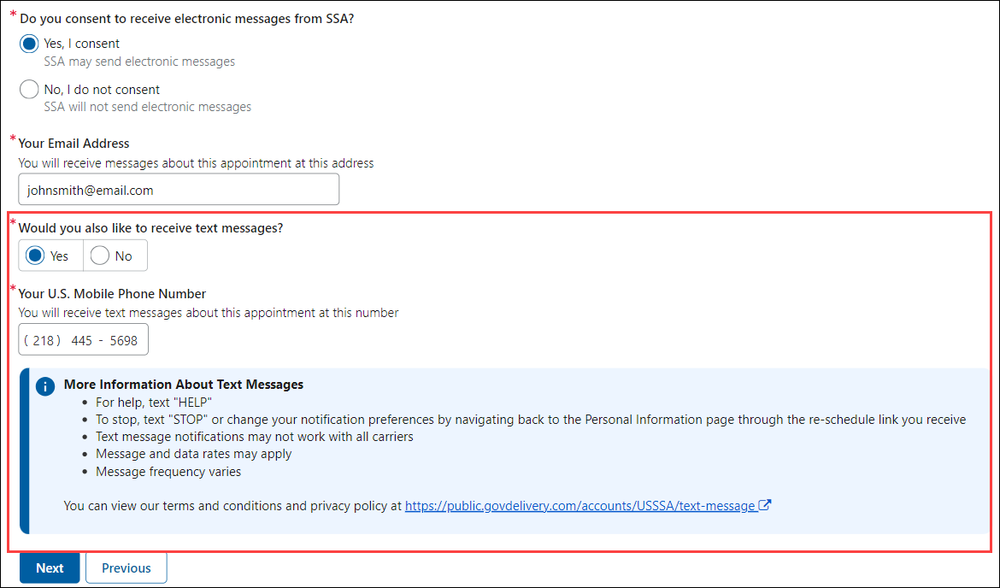 * Do you consent to receive electronic messages from SSA?
Yes, I consent
SSA may send electronic messages
No, I do not consent
SSA will not send electronic messages
* Your Email Address
You will receive messages about this appointment at this address
johnsmith@email.com
* Would you also like to receive text messages?
Yes No
* Your U.S. Mobile Phone Number
You will receive text messages about this appointment at this number
( 218 ) 445 - 5698
i More Information About Text Messages
• For help, text "HELP"
• To stop, text "STOP" or change your notification preferences by navigating back to the Personal Information page through the re-schedule link you receive
• Text message notifications may not work with all carriers
• Message and data rates may apply
• Message frequency varies
You can view our terms and conditions and privacy policy at https://public.govdelivery.com/accounts/USSSA/text-message
Next Previous